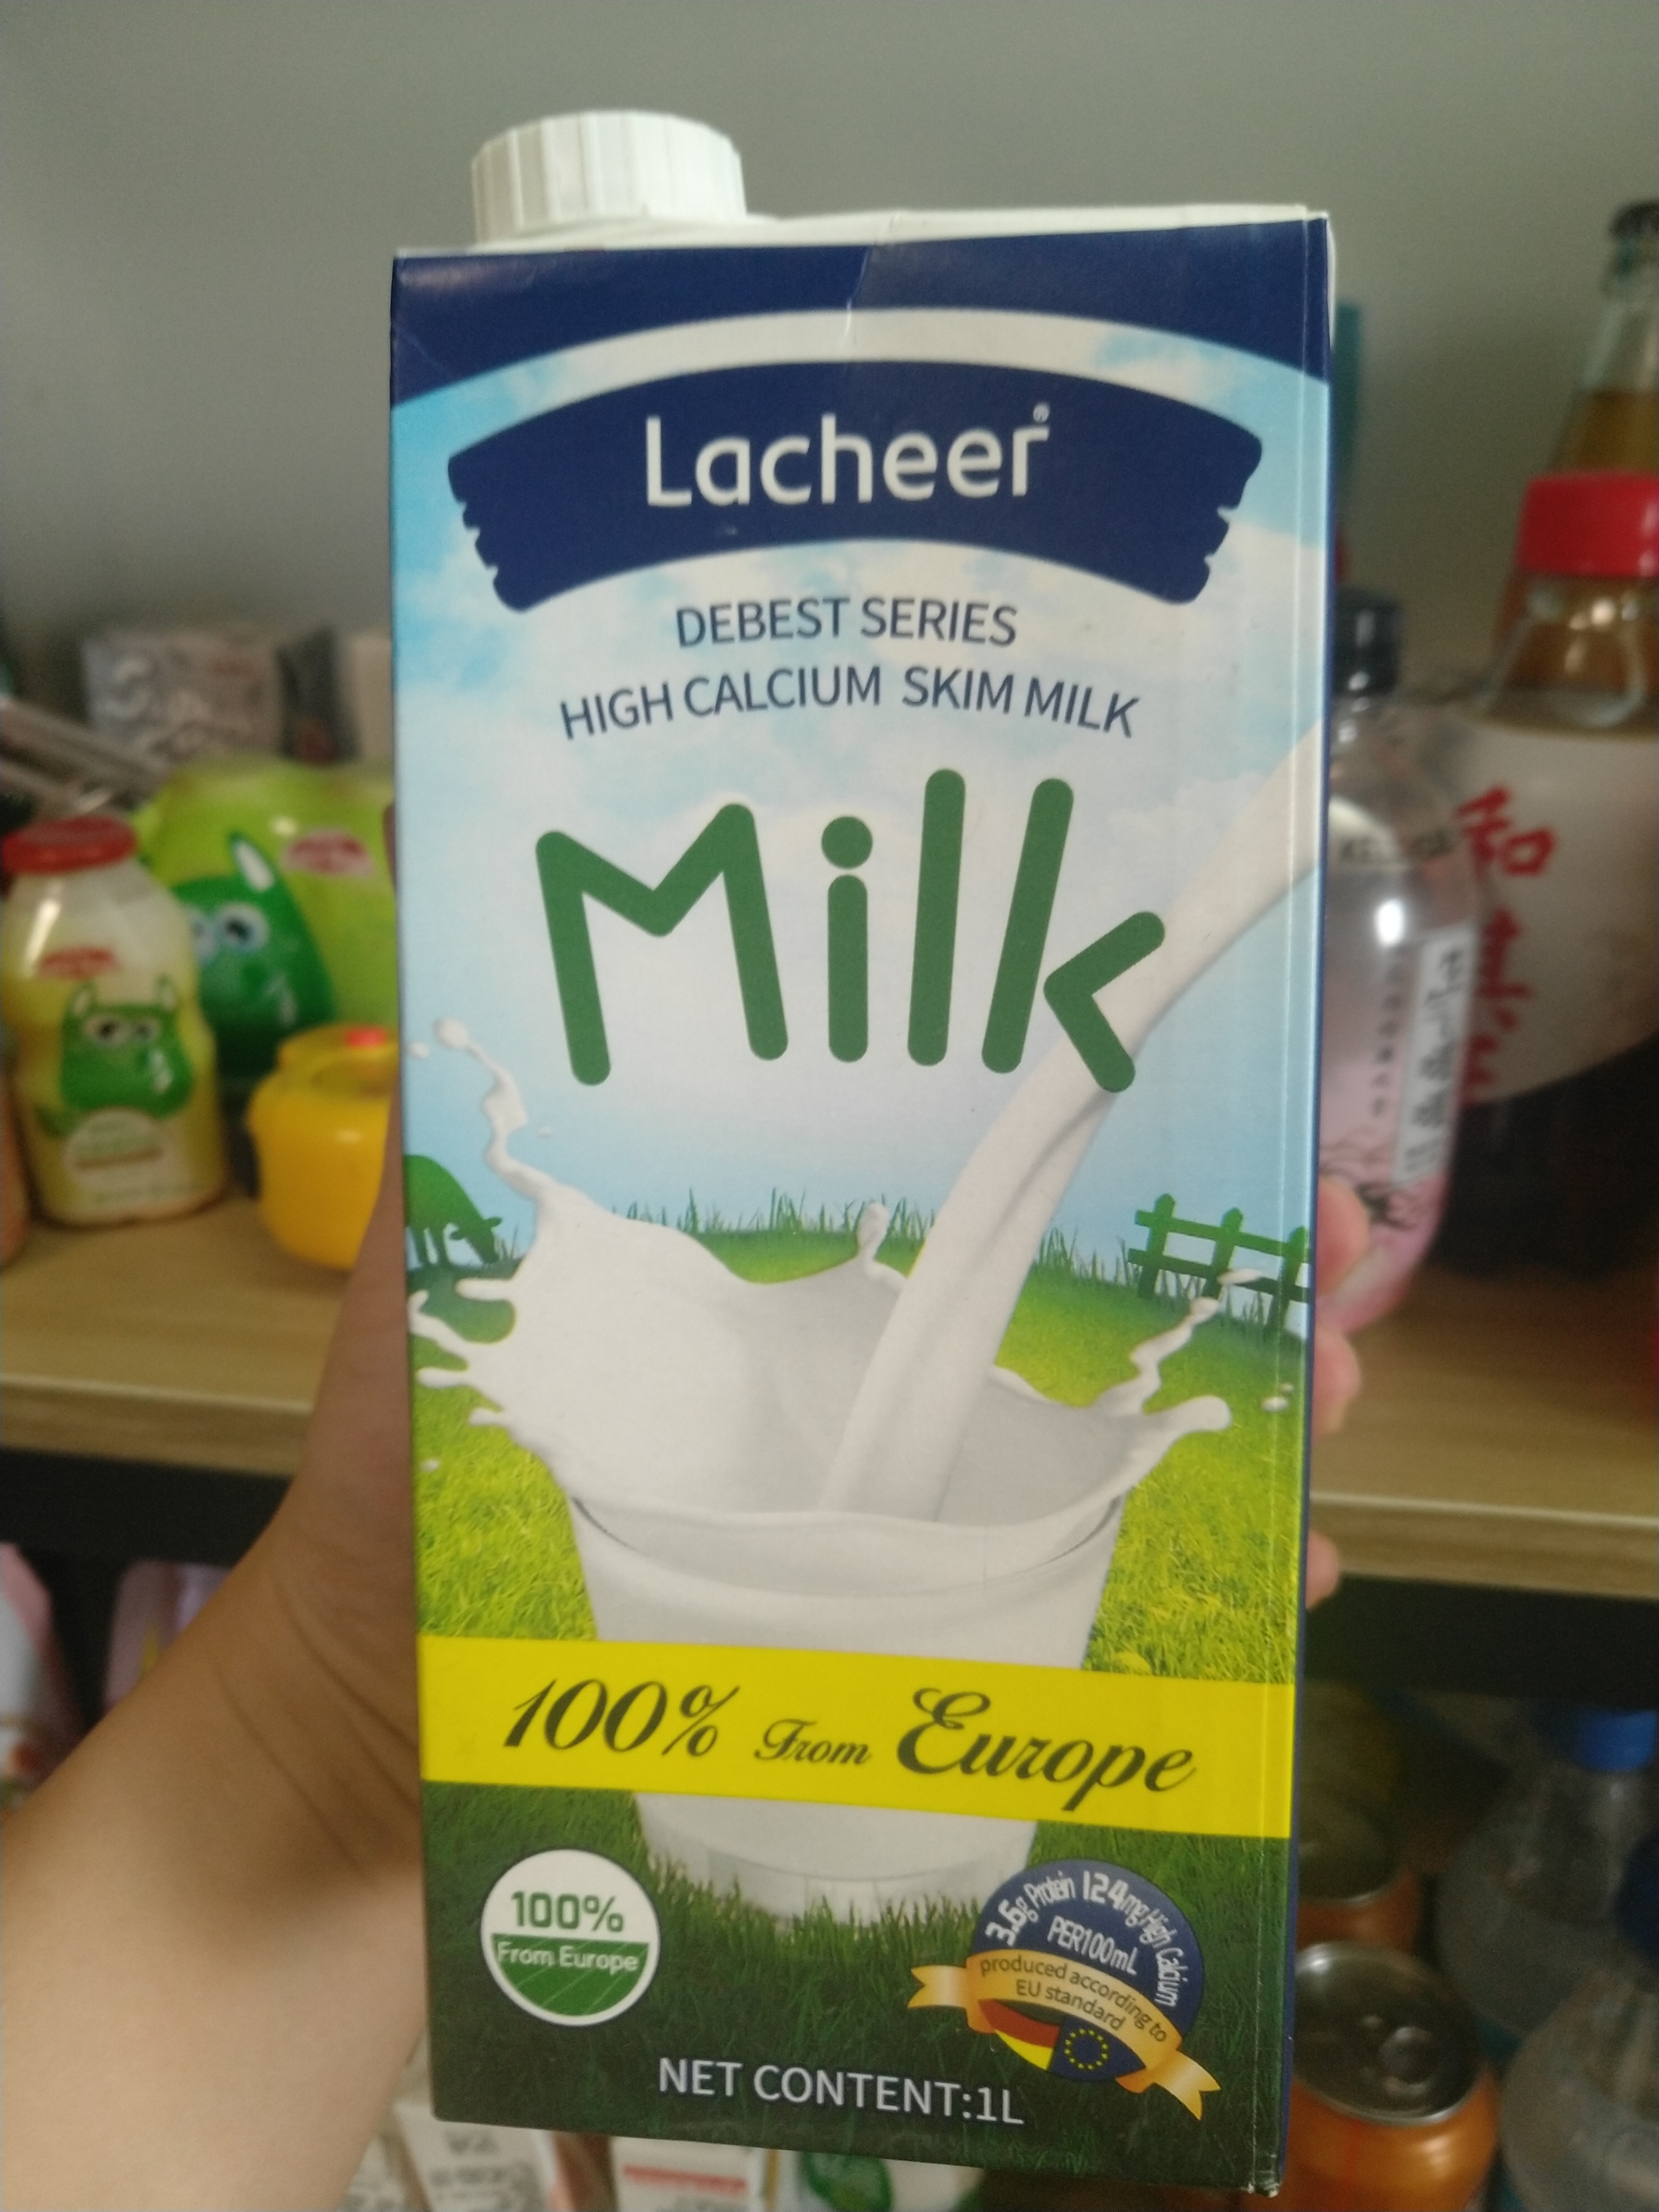 Lacheer®
DEBEST SERIES
HIGH CALCIUM SKIM MILK
Milk
100% From Europe
100%
From Europe
3.6g Protein 124mg High Calcium
PER100mL
produced according to
EU standard
NET CONTENT:1L
和